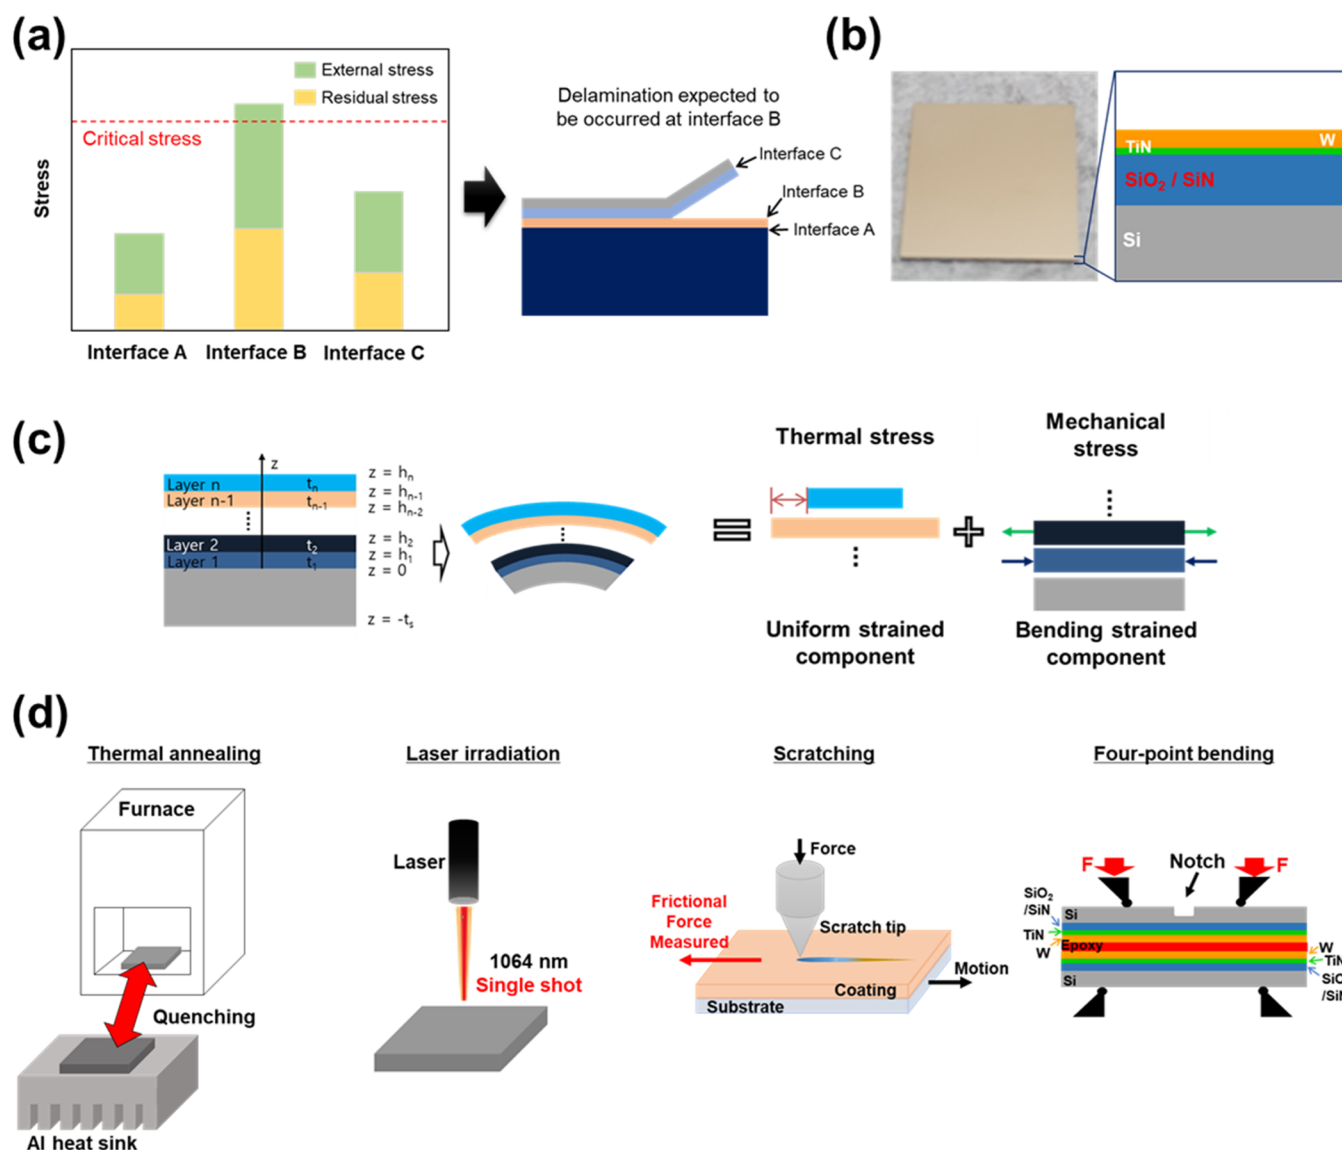 (a)
External stress
Residual stress
Critical stress
Stress
Interface A
Interface B
Interface C
Delamination expected to
be occurred at interface B
Interface C
Interface B
Interface A
(b)
W
TiN
SiO2 / SiN
Si
(c)
z
Layer n
tn
Layer n-1
tn-1
Layer 2
t2
Layer 1
t1
z = hn
z = hn-1
z = hn-2
z = h2
z = h1
z = 0
z = -ts
Thermal stress
Uniform strained
component
Mechanical
stress
Bending strained
component
(d)
Thermal annealing
Furnace
Quenching
Al heat sink
Laser irradiation
Laser
1064 nm
Single shot
Scratching
Force
Frictional
Force
Measured
Scratch tip
Motion
Coating
Substrate
Four-point bending
F
Notch
F
SiO2
/SiN
Si
TiN
Epoxy
W
W
TiN
Si
SiO
/SiN